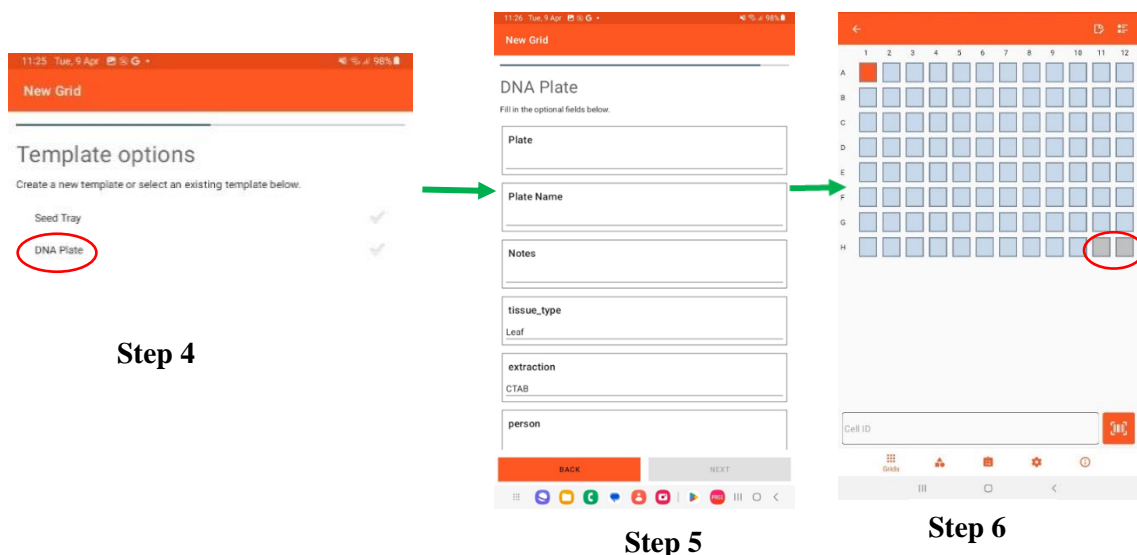 11:25 Tue, 9 Apr G • 98%
New Grid
Template options
Create a new template or select an existing template below.
Seed Tray
DNA Plate
Step 4
11:26 Tue, 9 Apr G • 98%
New Grid
DNA Plate
Fill in the optional fields below.
Plate
Plate Name
Notes
tissue_type
Leaf
extraction
CTAB
person
BACK NEXT
Step 5
1 2 3 4 5 6 7 8 9 10 11 12
A
B
C
D
E
F
G
H
Cell ID
Grids
Step 6